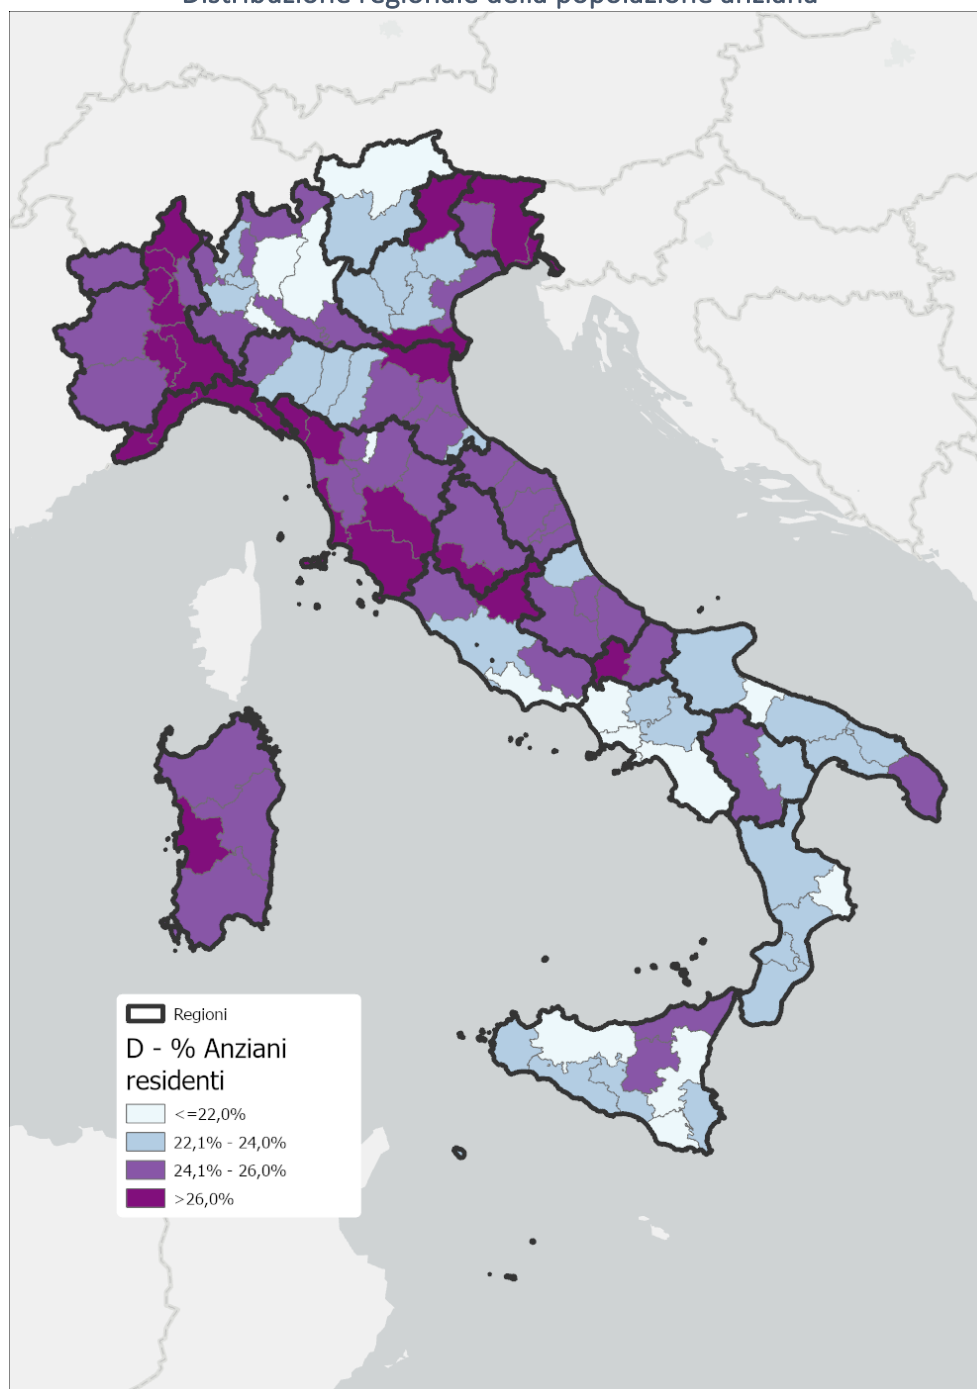 Distribuzione regionale della popolazione anziana
Regioni
D - % Anziani
residenti
<=22,0%
22,1% - 24,0%
24,1% - 26,0%
>26,0%